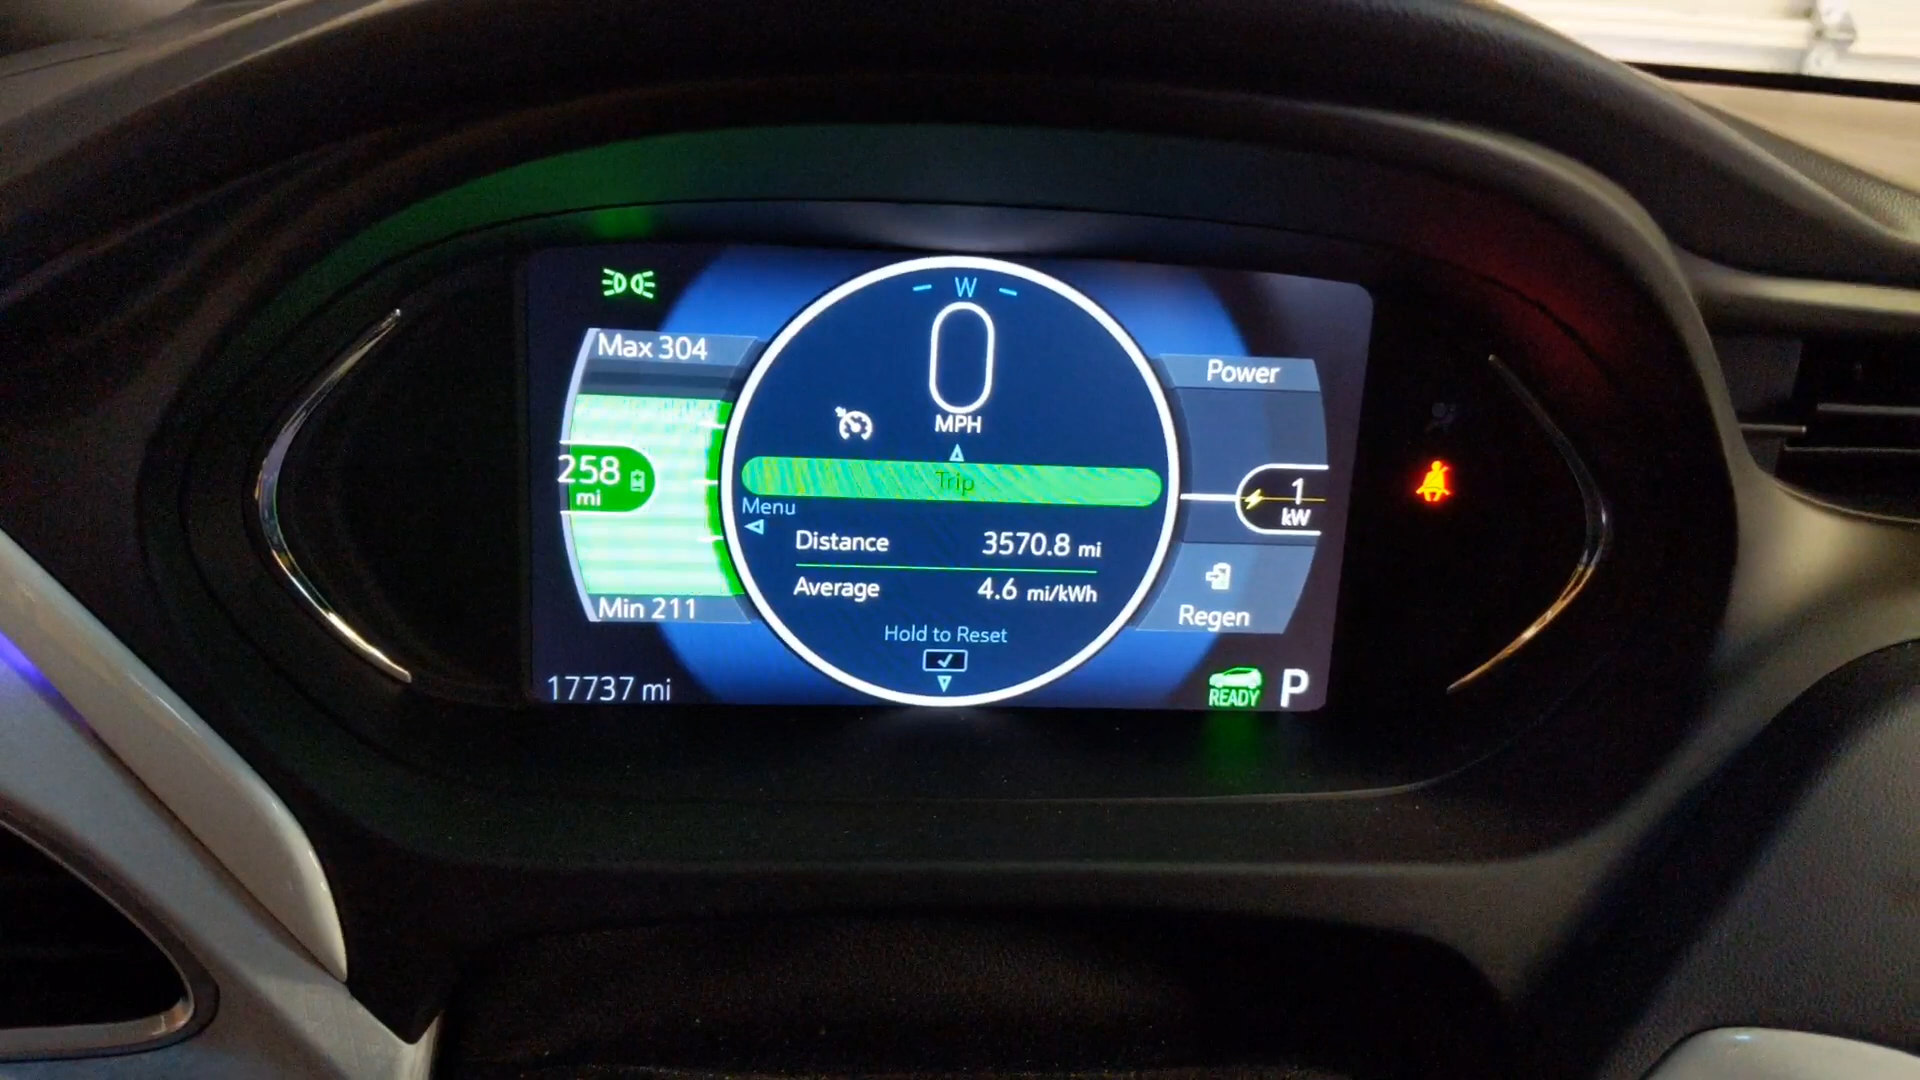 W
Max 304
0
MPH
Power
258
mi
Trip
1
kW
Menu
Distance 3570.8 mi
Average 4.6 mi/kWh
Min 211
Regen
Hold to Reset
17737 mi
READY P